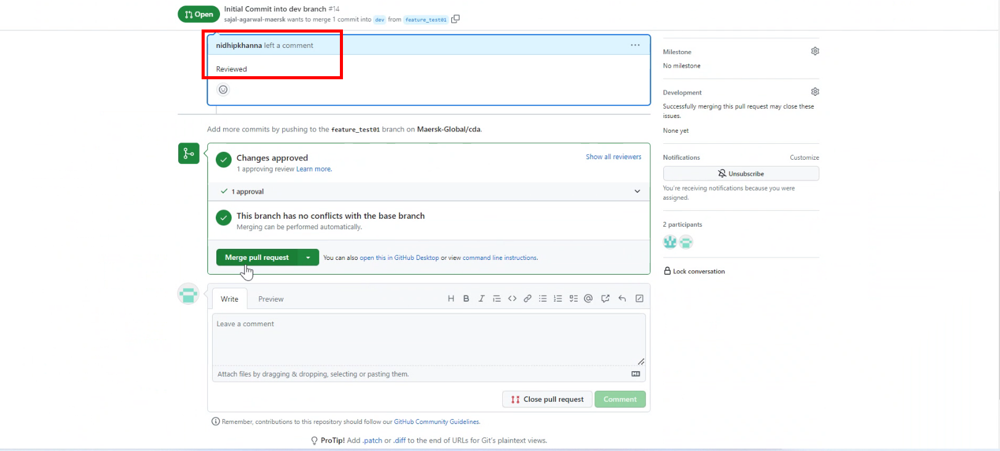 Open
Initial Commit into dev branch #14
sajal-agarwal-maersk wants to merge 1 commit into dev from feature_test01
nidhipkhanna left a comment
Reviewed
Add more commits by pushing to the feature_test01 branch on Maersk-Global/cda.
Changes approved
Show all reviewers
1 approving review Learn more.
1 approval
This branch has no conflicts with the base branch
Merging can be performed automatically.
Merge pull request
You can also open this in GitHub Desktop or view command line instructions.
Write
Preview
Leave a comment
Attach files by dragging & dropping, selecting or pasting them.
Close pull request
Comment
Remember, contributions to this repository should follow our GitHub Community Guidelines.
ProTip! Add .patch or .diff to the end of URLs for Git's plaintext views.
Milestone
No milestone
Development
Successfully merging this pull request may close these
issues.
None yet
Notifications
Customize
Unsubscribe
You're receiving notifications because you were
assigned.
2 participants
Lock conversation